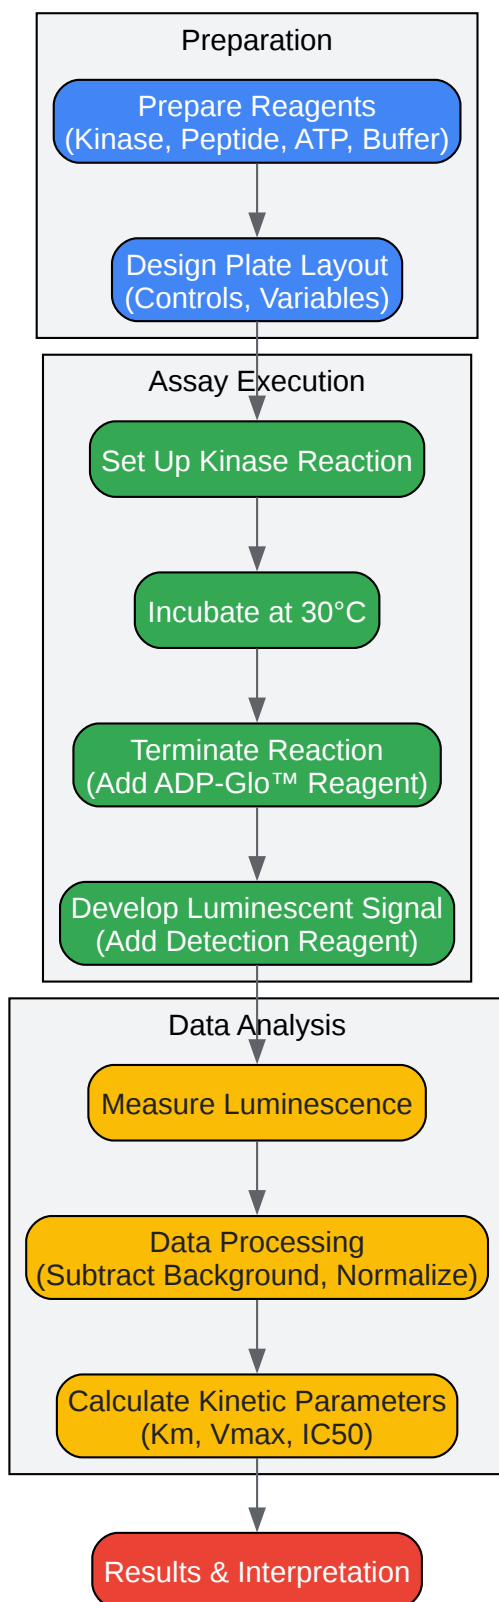 Preparation
Prepare Reagents
(Kinase, Peptide, ATP, Buffer)
Design Plate Layout
(Controls, Variables)
Assay Execution
Set Up Kinase Reaction
Incubate at 30°C
Terminate Reaction
(Add ADP-Glo™ Reagent)
Develop Luminescent Signal
(Add Detection Reagent)
Data Analysis
Measure Luminescence
Data Processing
(Subtract Background, Normalize)
Calculate Kinetic Parameters
(Km, Vmax, IC50)
Results & Interpretation